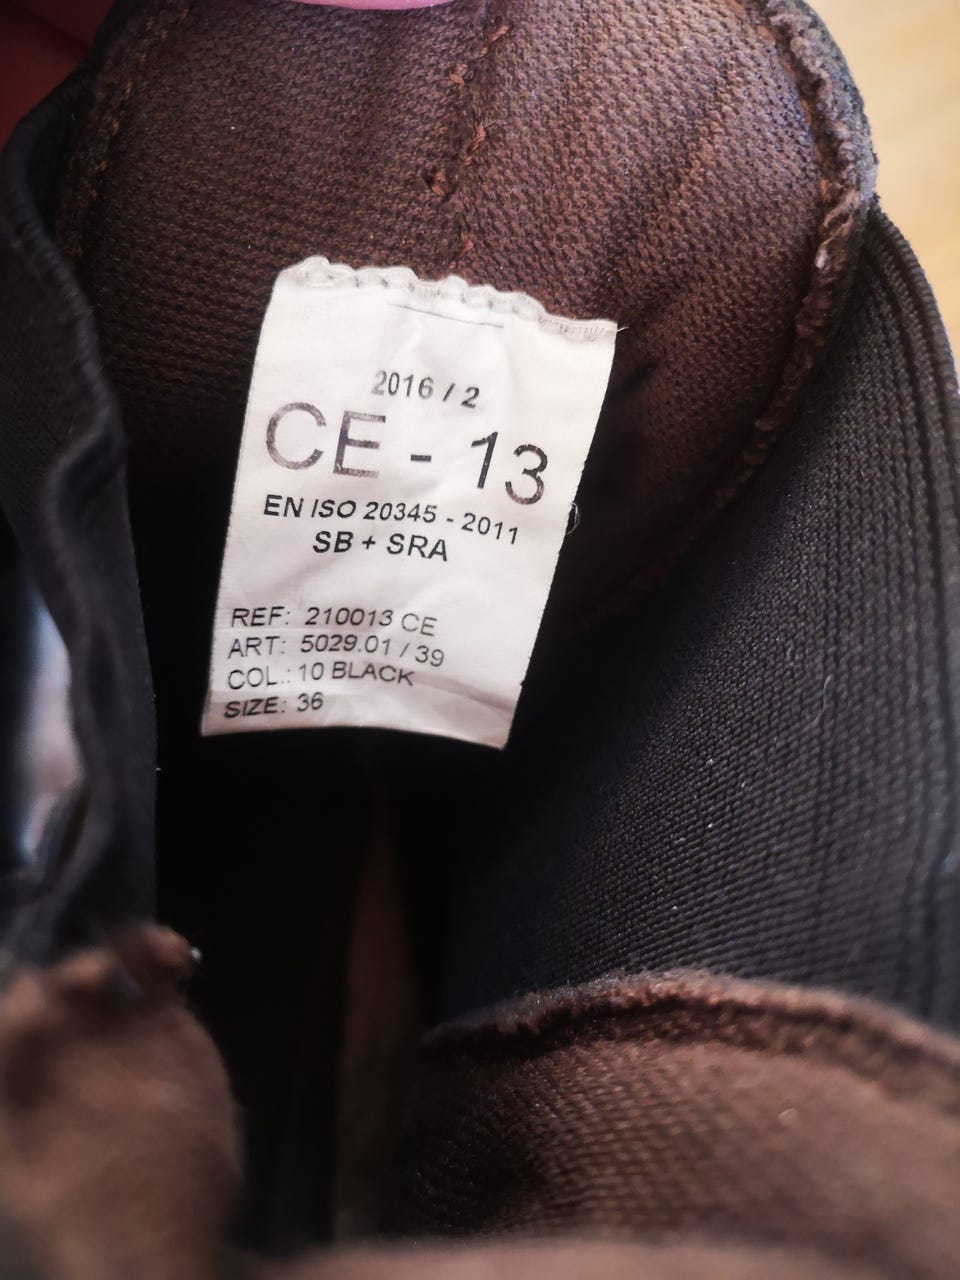 2016 / 2
CE - 13
EN ISO 20345 - 2011
SB + SRA
REF: 210013 CE
ART: 5029.01 / 39
COL.: 10 BLACK
SIZE: 36